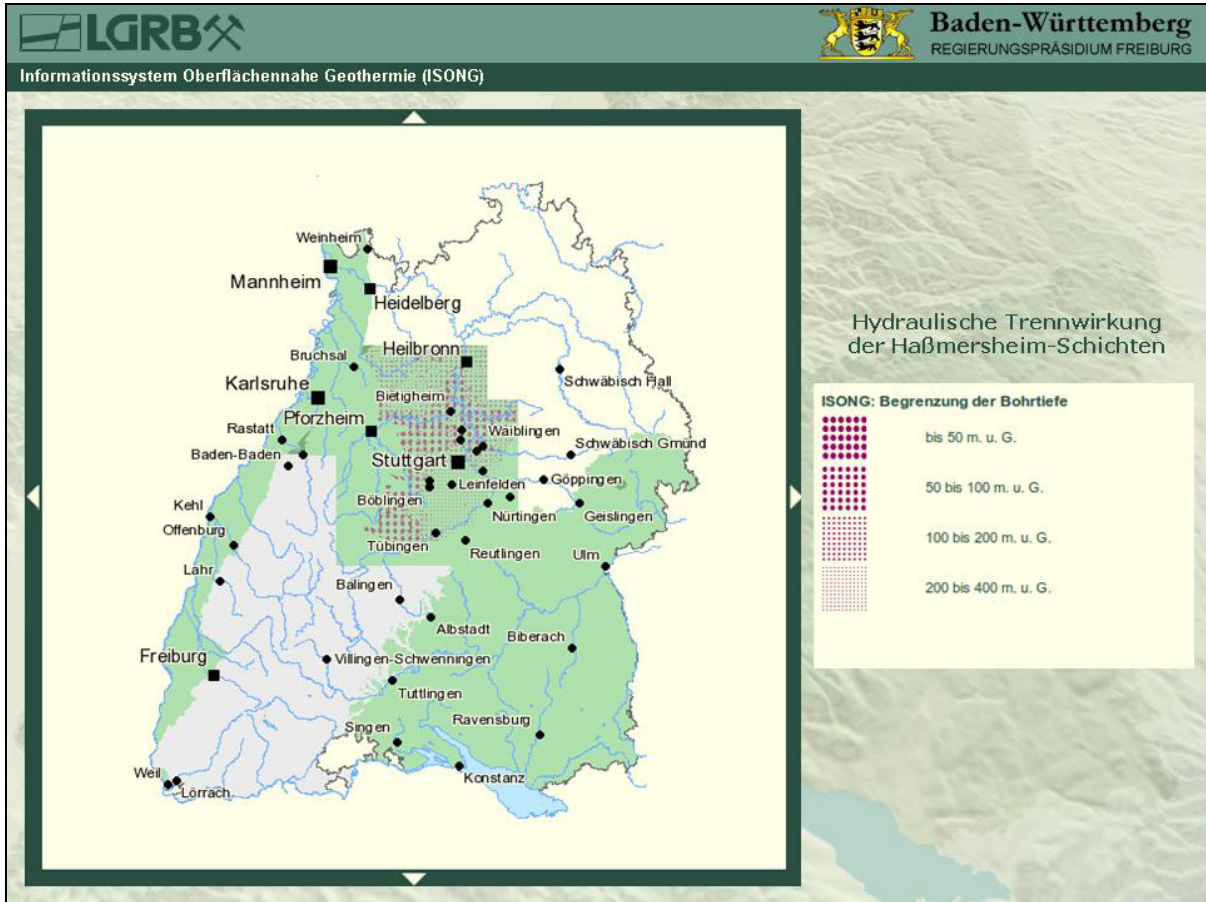 LGRB
Baden-Württemberg
REGIERUNGSPRÄSIDIUM FREIBURG
Informationssystem Oberflächennahe Geothermie (ISONG)
Weinheim
Mannheim
Heidelberg
Bruchsal
Heilbronn
Karlsruhe
Schwäbisch Hall
Bietigheim
Pforzheim
Rastatt
Waiblingen
Schwäbisch Gmünd
Baden-Baden
Stuttgart
Leinfelden
Göppingen
Böblingen
Kehl
Nürtingen
Geislingen
Offenburg
Tübingen
Reutlingen
Ulm
Lahr
Balingen
Albstadt
Biberach
Freiburg
Villingen-Schwenningen
Tuttlingen
Singen
Ravensburg
Weil
Konstanz
Lörrach
Hydraulische Trennwirkung
der Haßmersheim-Schichten
ISONG: Begrenzung der Bohrtiefe
bis 50 m. u. G.
50 bis 100 m. u. G.
100 bis 200 m. u. G.
200 bis 400 m. u. G.